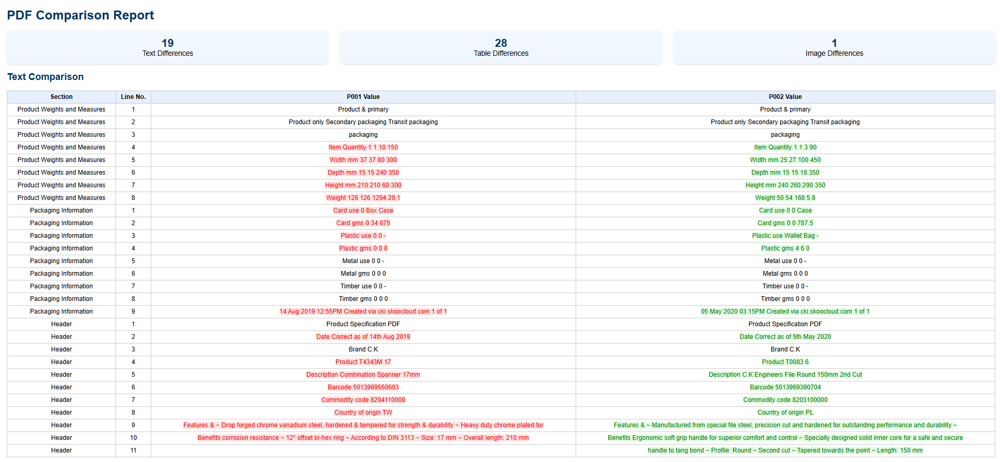 PDF Comparison Report
19 28 1
Text Differences Table Differences Image Differences
Text Comparison
Section Line No. P001 Value P002 Value
Product Weights and Measures 1 Product & primary Product & primary
Product Weights and Measures 2 Product only Secondary packaging Transit packaging Product only Secondary packaging Transit packaging
Product Weights and Measures 3 packaging packaging
Product Weights and Measures 4 Item Quantity 1 1 10 150 Item Quantity 1 1 3 90
Product Weights and Measures 5 Width mm 37 37 80 300 Width mm 25 27 100 450
Product Weights and Measures 6 Depth mm 15 15 240 350 Depth mm 15 15 18 350
Product Weights and Measures 7 Height mm 210 210 60 300 Height mm 240 260 290 350
Product Weights and Measures 8 Weight 126 126 1294 20.1 Weight 50 54 168 5.8
Packaging Information 1 Card use 0 Box Case Card use 0 0 Case
Packaging Information 2 Card gms 0 34 675 Card gms 0 0 787.5
Packaging Information 3 Plastic use 0 0 - Plastic use Wallet Bag -
Packaging Information 4 Plastic gms 0 0 0 Plastic gms 4 6 0
Packaging Information 5 Metal use 0 0 - Metal use 0 0 -
Packaging Information 6 Metal gms 0 0 0 Metal gms 0 0 0
Packaging Information 7 Timber use 0 0 - Timber use 0 0 -
Packaging Information 8 Timber gms 0 0 0 Timber gms 0 0 0
Packaging Information 9 14 Aug 2019 12:55PM Created via cki.skoocloud.com 1 of 1 05 May 2020 03:15PM Created via cki.skoocloud.com 1 of 1
Header 1 Product Specification PDF Product Specification PDF
Header 2 Date Correct as of 14th Aug 2019 Date Correct as of 5th May 2020
Header 3 Brand C.K Brand C.K
Header 4 Product T4343M 17 Product T0083 6
Header 5 Description Combination Spanner 17mm Description C.K Engineers File Round 150mm 2nd Cut
Header 6 Barcode 5013969550603 Barcode 5013969390704
Header 7 Commodity code 8204110000 Commodity code 8203100000
Header 8 Country of origin TW Country of origin PL
Header 9 Features & ~ Drop forged chrome vanadium steel, hardened & tempered for strength & durability ~ Heavy duty chrome plated for Features & ~ Manufactured from special file steel, precision cut and hardened for outstanding performance and durability ~
Header 10 Benefits corrosion resistance ~ 12° offset bi-hex ring ~ According to DIN 3113 ~ Size: 17 mm ~ Overall length: 210 mm Benefits Ergonomic soft grip handle for superior comfort and control ~ Specially designed solid inner core for a safe and secure
Header 11 handle to tang bond ~ Profile: Round ~ Second cut ~ Tapered towards the point ~ Length: 150 mm